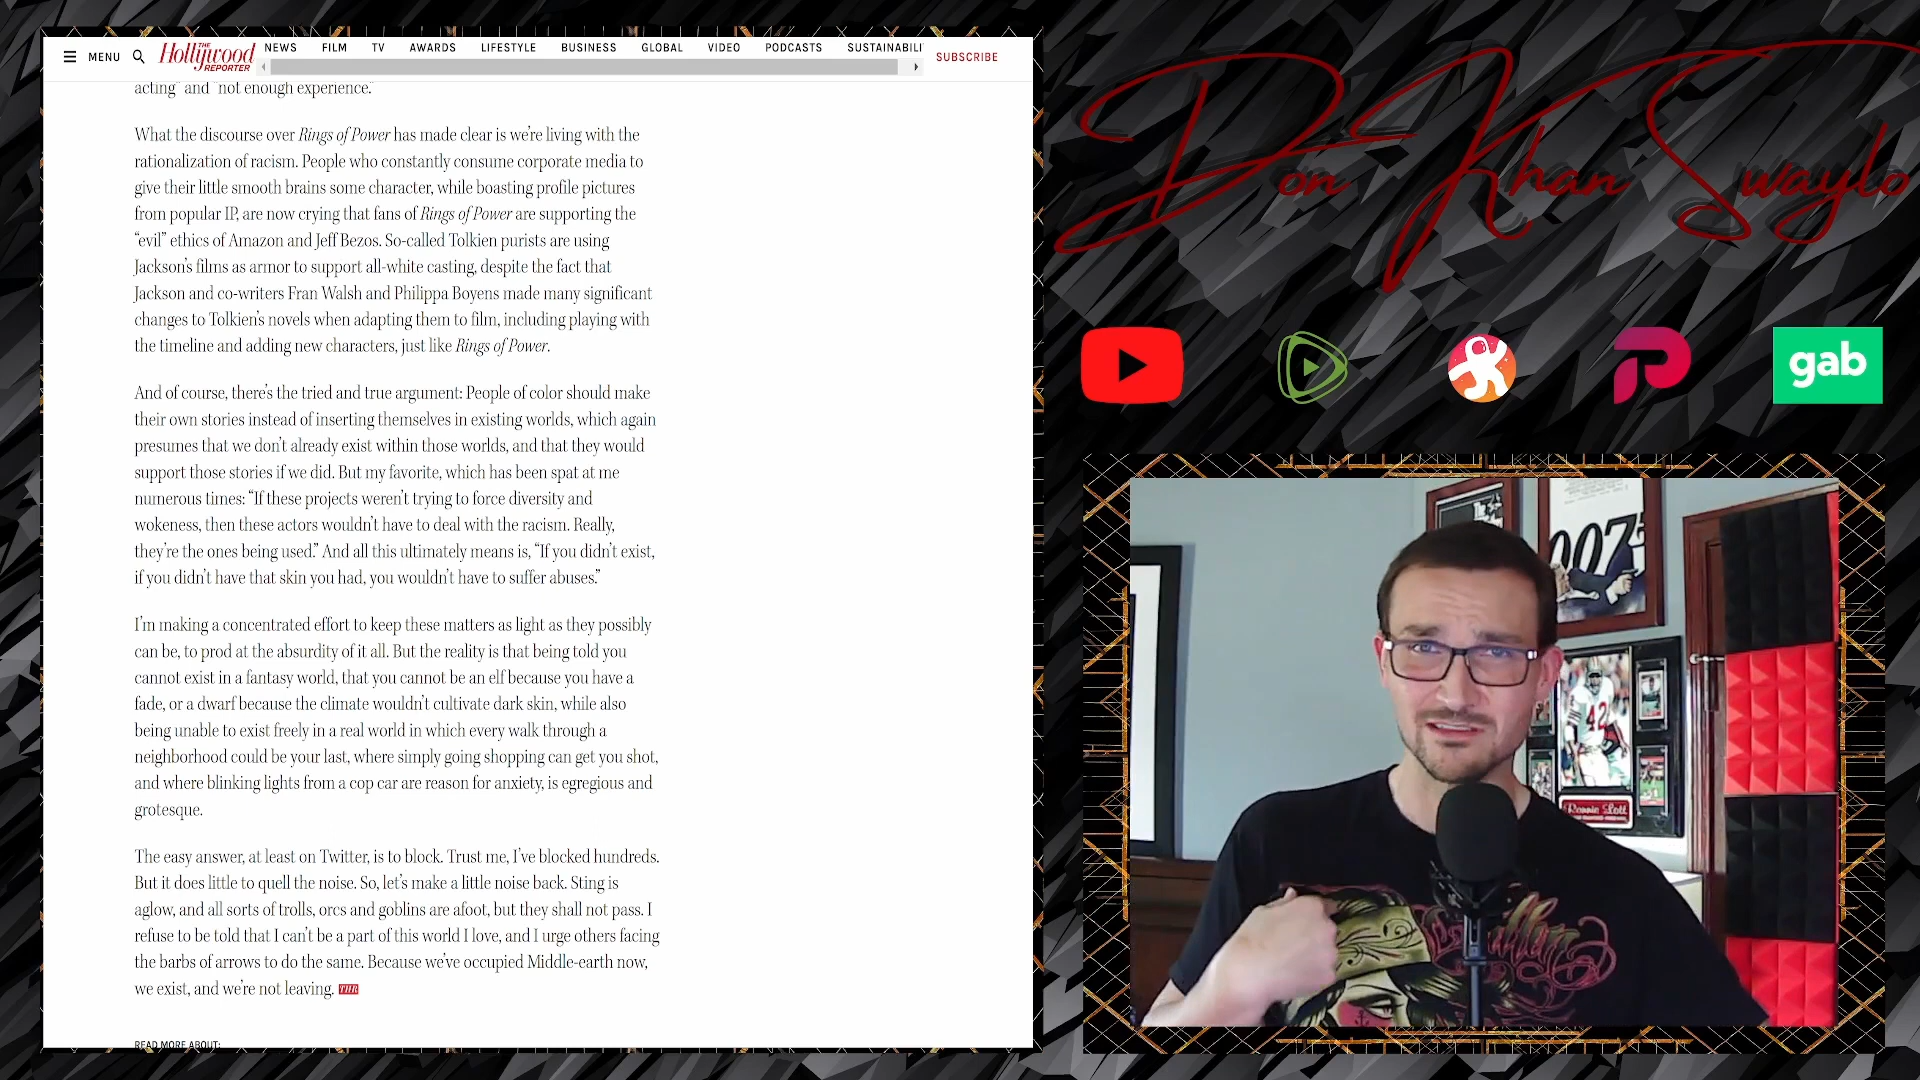 MENU
THE
Hollywood
REPORTER
NEWS FILM TV AWARDS LIFESTYLE BUSINESS GLOBAL VIDEO PODCASTS SUSTAINABILI
SUBSCRIBE
acting” and “not enough experience.”
What the discourse over Rings of Power has made clear is we’re living with the
rationalization of racism. People who constantly consume corporate media to
give their little smooth brains some character, while boasting profile pictures
from popular IP, are now crying that fans of Rings of Power are supporting the
“evil” ethics of Amazon and Jeff Bezos. So-called Tolkien purists are using
Jackson’s films as armor to support all-white casting, despite the fact that
Jackson and co-writers Fran Walsh and Philippa Boyens made many significant
changes to Tolkien’s novels when adapting them to film, including playing with
the timeline and adding new characters, just like Rings of Power.
And of course, there’s the tried and true argument: People of color should make
their own stories instead of inserting themselves in existing worlds, which again
presumes that we don’t already exist within those worlds, and that they would
support those stories if we did. But my favorite, which has been spat at me
numerous times: “If these projects weren’t trying to force diversity and
wokeness, then these actors wouldn’t have to deal with the racism. Really,
they’re the ones being used.” And all this ultimately means is, “If you didn’t exist,
if you didn’t have that skin you had, you wouldn’t have to suffer abuses.”
I’m making a concentrated effort to keep these matters as light as they possibly
can be, to prod at the absurdity of it all. But the reality is that being told you
cannot exist in a fantasy world, that you cannot be an elf because you have a
fade, or a dwarf because the climate wouldn’t cultivate dark skin, while also
being unable to exist freely in a real world in which every walk through a
neighborhood could be your last, where simply going shopping can get you shot,
and where blinking lights from a cop car are reason for anxiety, is egregious and
grotesque.
The easy answer, at least on Twitter, is to block. Trust me, I’ve blocked hundreds.
But it does little to quell the noise. So, let’s make a little noise back. Sting is
aglow, and all sorts of trolls, orcs and goblins are afoot, but they shall not pass. I
refuse to be told that I can’t be a part of this world I love, and I urge others facing
the barbs of arrows to do the same. Because we’ve occupied Middle-earth now,
we exist, and we’re not leaving. THR
READ MORE ABOUT:
Don Khan Swaylo
gab
007
42
Ronnie Lott